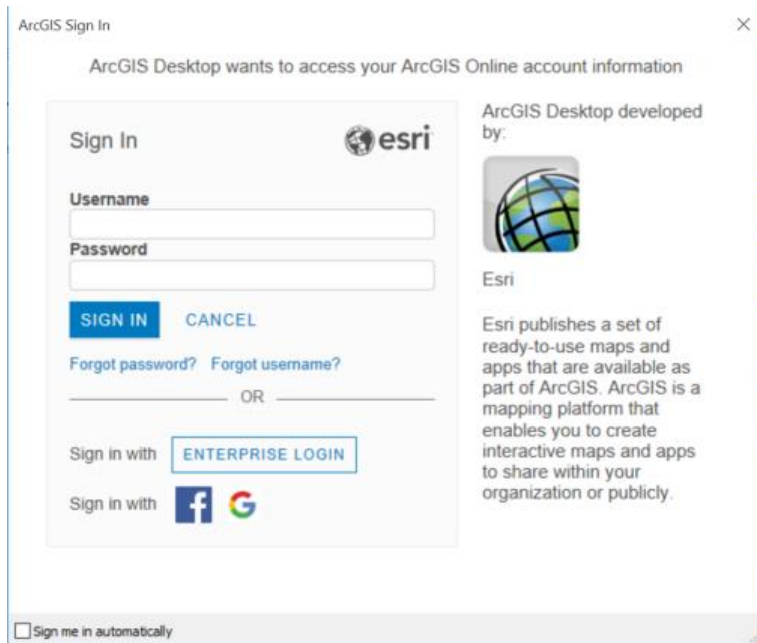 ArcGIS Sign In
ArcGIS Desktop wants to access your ArcGIS Online account information
Sign In
esri
Username
Password
SIGN IN CANCEL
Forgot password? Forgot username?
OR
Sign in with ENTERPRISE LOGIN
Sign in with
ArcGIS Desktop developed
by:
Esri
Esri publishes a set of
ready-to-use maps and
apps that are available as
part of ArcGIS. ArcGIS is a
mapping platform that
enables you to create
interactive maps and apps
to share within your
organization or publicly.
Sign me in automatically